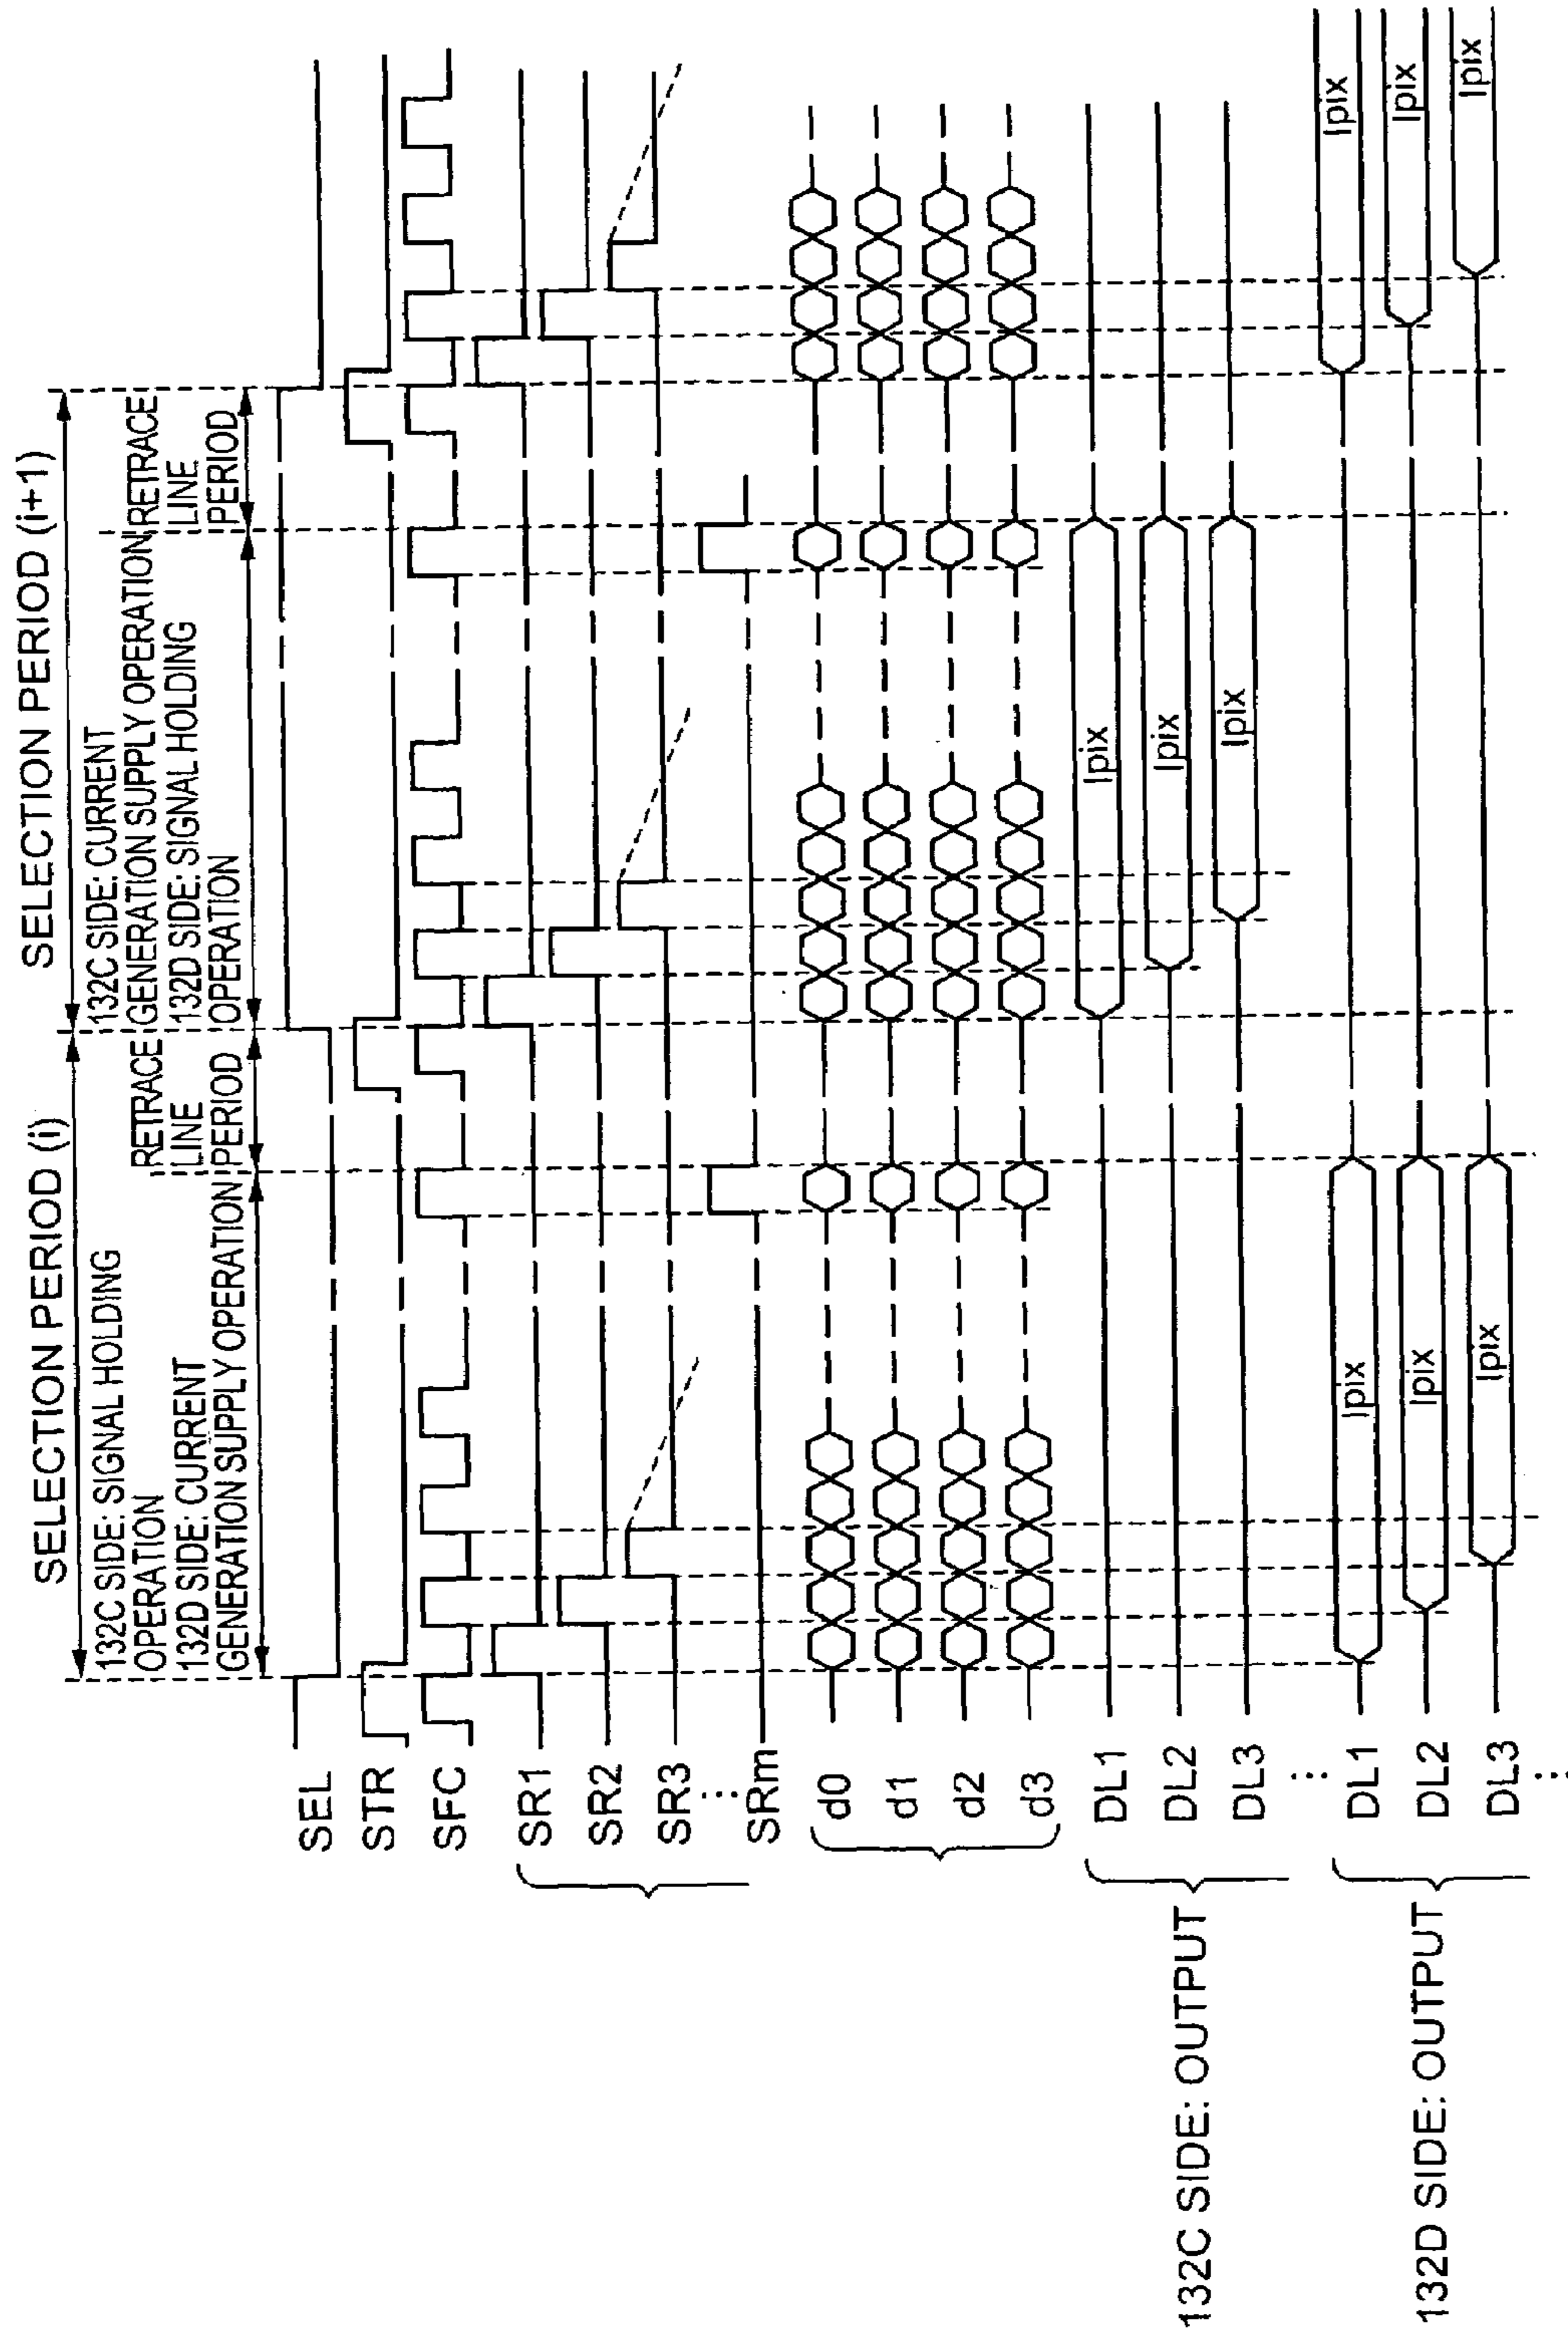 SELECTION PERIOD (i)
SELECTION PERIOD (i+1)
132C SIDE: SIGNAL HOLDING
OPERATION
132D SIDE: CURRENT
GENERATION SUPPLY OPERATION
RETRACE
LINE
PERIOD
132C SIDE: CURRENT
GENERATION SUPPLY OPERATION
132D SIDE: SIGNAL HOLDING
OPERATION
RETRACE
LINE
PERIOD
SEL
STR
SFC
SR1
SR2
SR3
⋮
SRm
d0
d1
d2
d3
132C SIDE: OUTPUT
DL1
Ipix
DL2
Ipix
DL3
Ipix
⋮
132D SIDE: OUTPUT
DL1
Ipix
Ipix
DL2
Ipix
Ipix
DL3
Ipix
Ipix
⋮